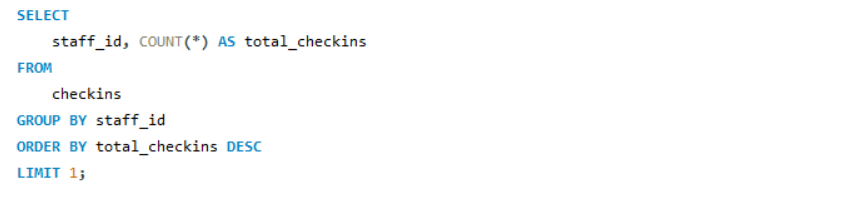 SELECT
    staff_id, COUNT(*) AS total_checkins
FROM
    checkins
GROUP BY staff_id
ORDER BY total_checkins DESC
LIMIT 1;